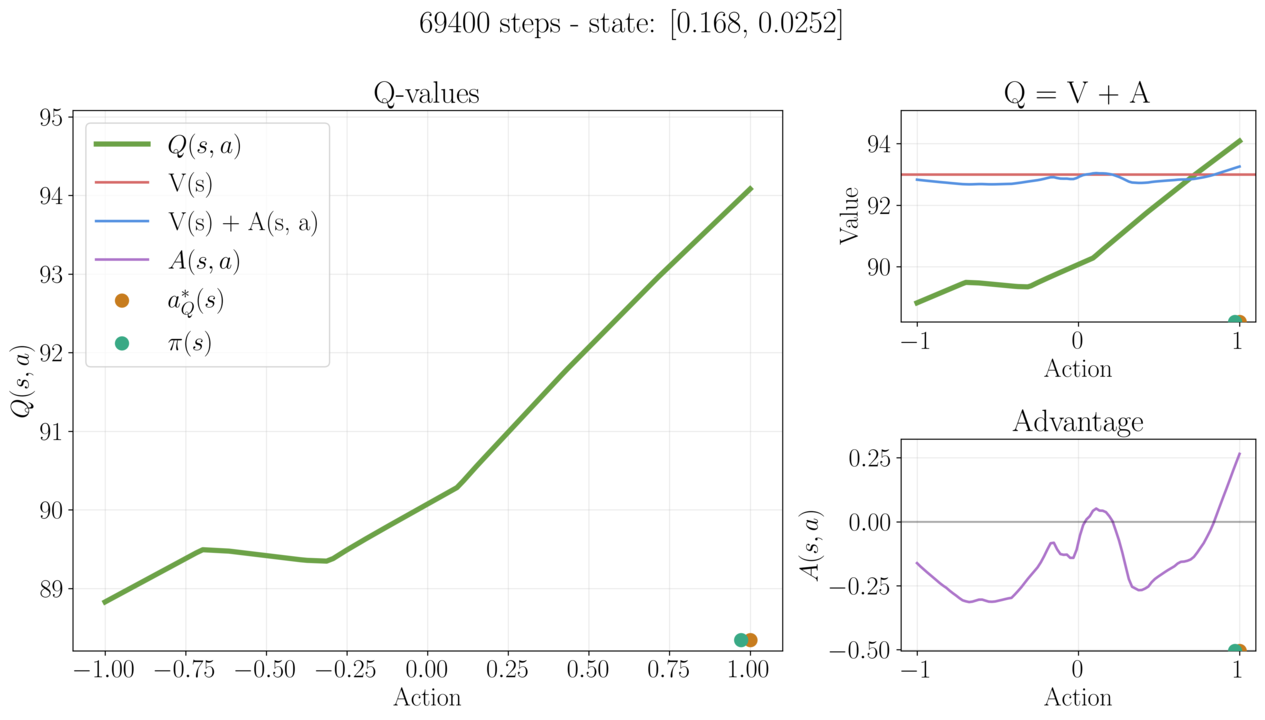 69400 steps - state: [0.168, 0.0252]
Q-values
Q(s, a)
V(s)
V(s) + A(s, a)
A(s, a)
a*_Q(s)
π(s)
95
94
93
92
91
90
89
Q(s, a)
−1.00 −0.75 −0.50 −0.25 0.00 0.25 0.50 0.75 1.00
Action
Q = V + A
94
92
90
Value
−1 0 1
Action
Advantage
0.25
0.00
−0.25
−0.50
A(s, a)
−1 0 1
Action